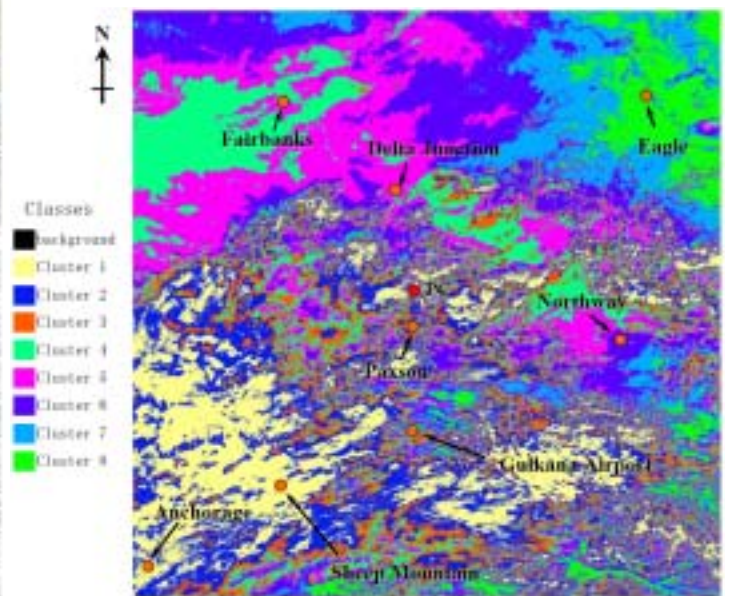 N
Fairbanks
Delta Junction
Eagle
Classes
background
Cluster 1
Cluster 2
Cluster 3
Cluster 4
Cluster 5
Cluster 6
Cluster 7
Cluster 8
Northway
Paxson
Gulkana Airport
Anchorage
Sheep Mountain